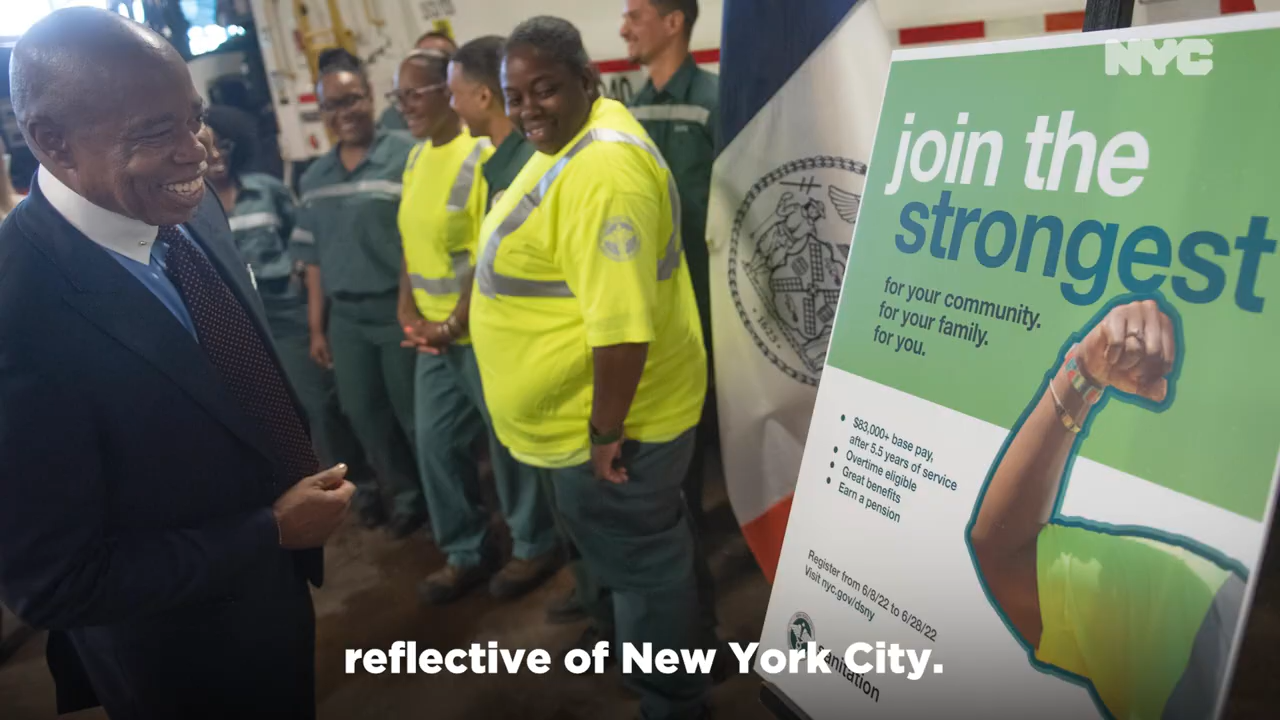 NYC
join the
strongest
for your community.
for your family.
for you.
$83,000+ base pay,
after 5.5 years of service
Overtime eligible
Great benefits
Earn a pension
Register from 6/8/22 to 6/28/22
Visit nyc.gov/dsny
sanitation
1625
reflective of New York City.